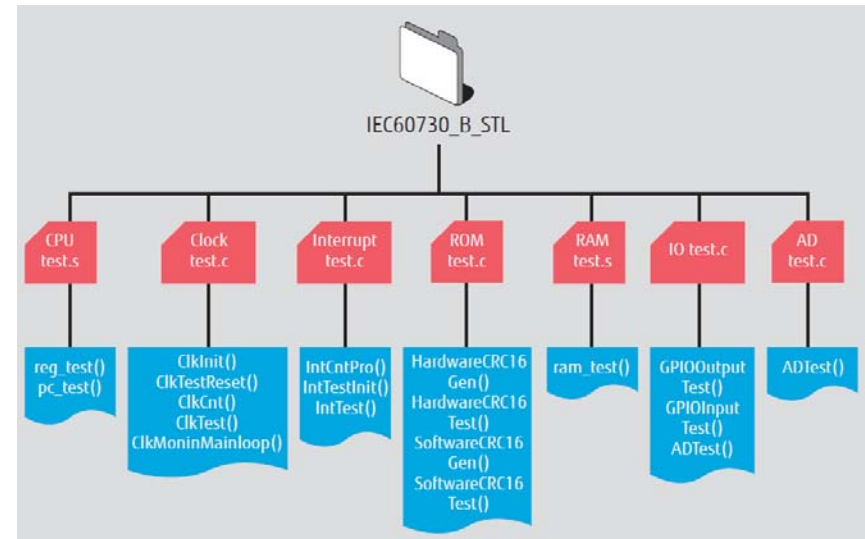 IEC60730_B_STL
CPU
test.s
Clock
test.c
Interrupt
test.c
ROM
test.c
RAM
test.s
IO test.c
AD
test.c
reg_test()
pc_test()
ClkInit()
ClkTestReset()
ClkCnt()
ClkTest()
ClkMoninMainloop()
IntCntPro()
IntTestInit()
IntTest()
HardwareCRC16
Gen()
HardwareCRC16
Test()
SoftwareCRC16
Gen()
SoftwareCRC16
Test()
ram_test()
GPIOOutput
Test()
GPIOInput
Test()
ADTest()
ADTest()